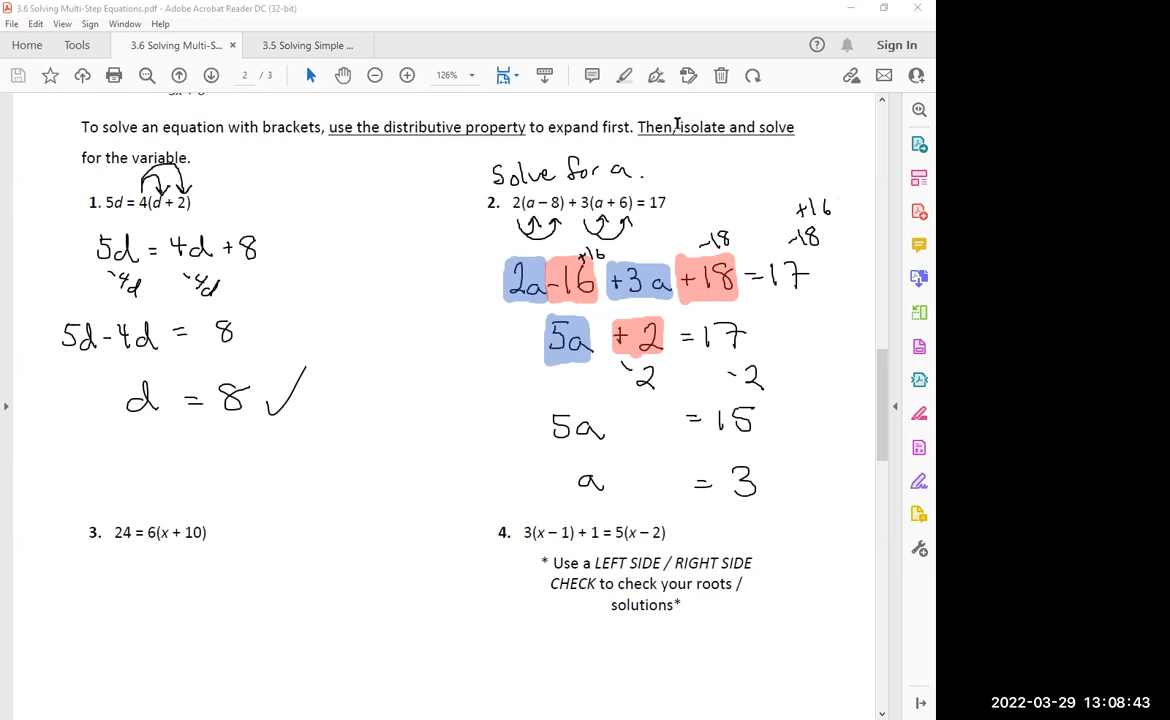 3.6 Solving Multi-Step Equations.pdf - Adobe Acrobat Reader DC (32-bit)
File Edit View Sign Window Help
Home Tools 3.6 Solving Multi-S... × 3.5 Solving Simple ... Sign In
2 / 3 126%
To solve an equation with brackets, use the distributive property to expand first. Then, isolate and solve
for the variable.
1. 5d = 4(d + 2)
5d = 4d + 8
-4d -4d
5d - 4d = 8
d = 8 ✓
Solve for a.
2. 2(a – 8) + 3(a + 6) = 17
+16
+16 -18 -18
2a -16 +3a +18 = 17
5a + 2 = 17
-2 -2
5a = 15
a = 3
3. 24 = 6(x + 10)
4. 3(x – 1) + 1 = 5(x – 2)
* Use a LEFT SIDE / RIGHT SIDE
CHECK to check your roots /
solutions*
2022-03-29 13:08:43